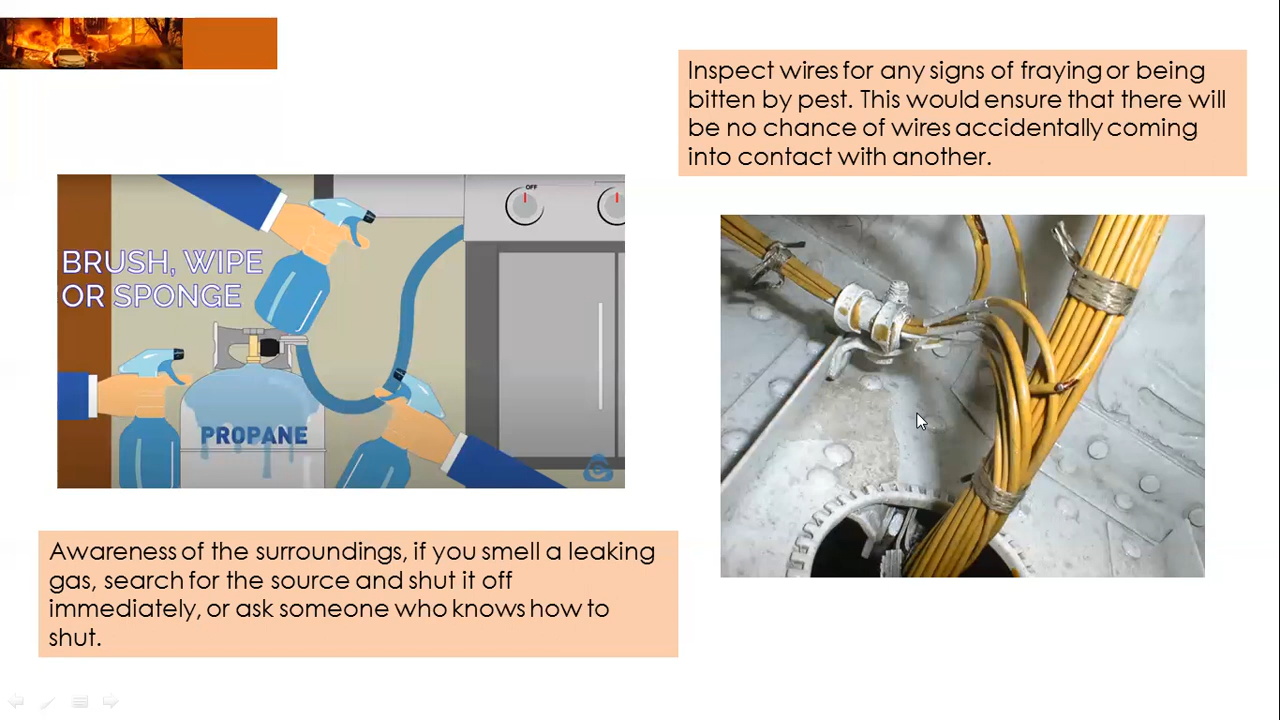 Inspect wires for any signs of fraying or being
bitten by pest. This would ensure that there will
be no chance of wires accidentally coming
into contact with another.
OFF
BRUSH, WIPE
OR SPONGE
PROPANE
Awareness of the surroundings, if you smell a leaking
gas, search for the source and shut it off
immediately, or ask someone who knows how to
shut.